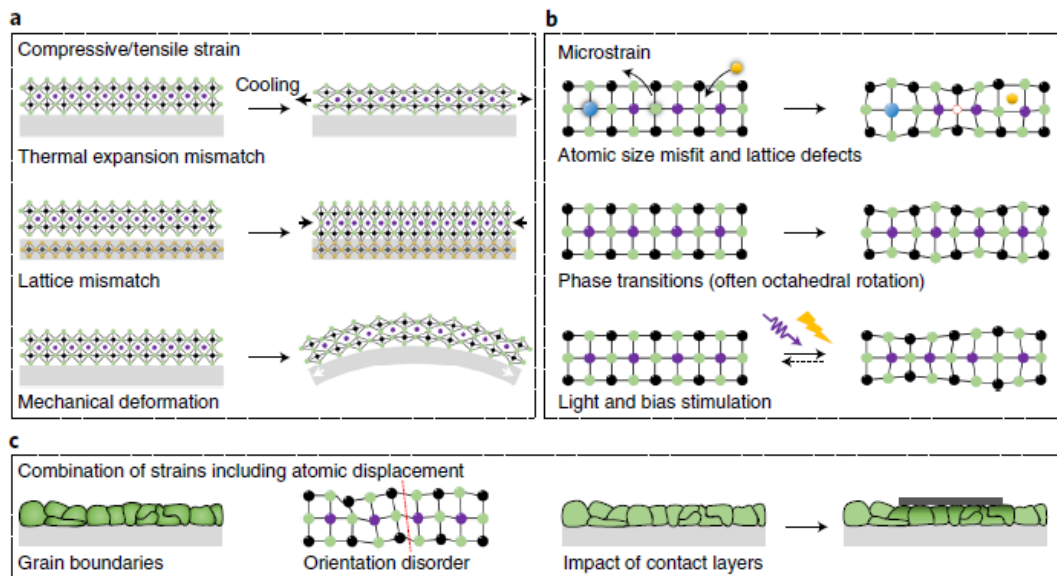 a
Compressive/tensile strain
Cooling
Thermal expansion mismatch
Lattice mismatch
Mechanical deformation
b
Microstrain
Atomic size misfit and lattice defects
Phase transitions (often octahedral rotation)
Light and bias stimulation
c
Combination of strains including atomic displacement
Grain boundaries
Orientation disorder
Impact of contact layers